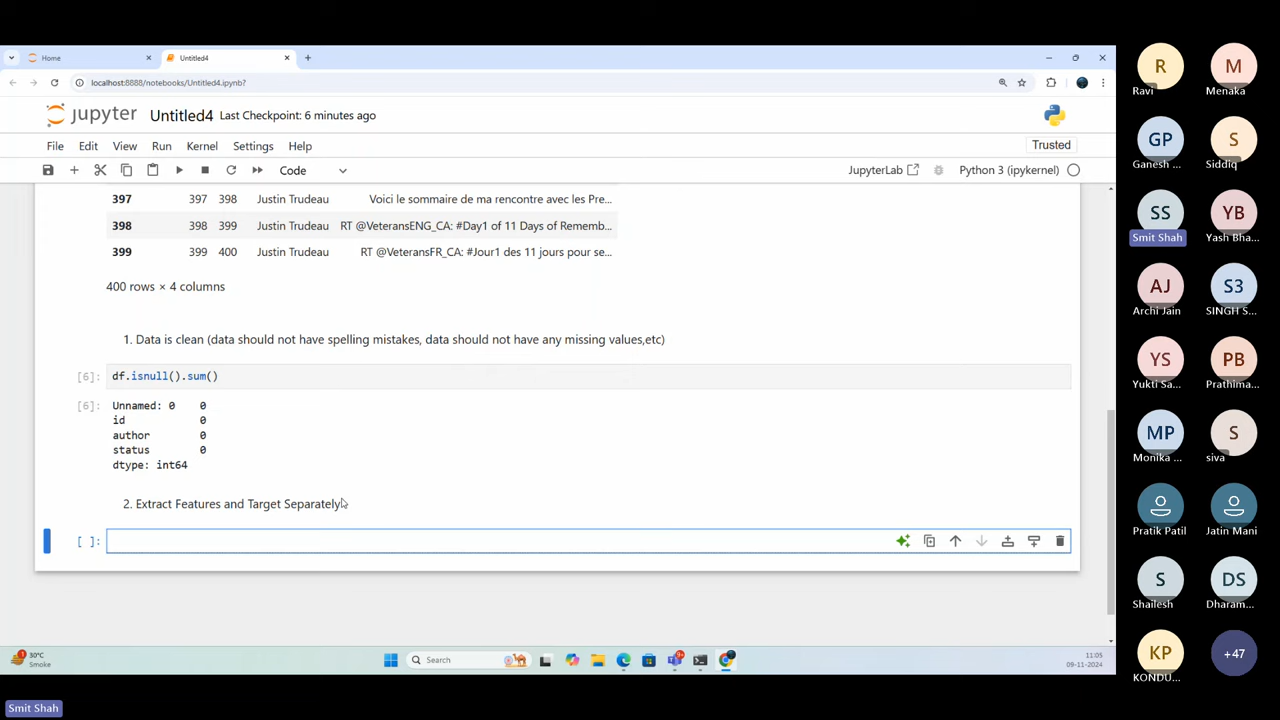 Home
Untitled4
localhost:8888/notebooks/Untitled4.ipynb?
jupyter Untitled4 Last Checkpoint: 6 minutes ago
File Edit View Run Kernel Settings Help Trusted
Code JupyterLab Python 3 (ipykernel)
397 397 398 Justin Trudeau Voici le sommaire de ma rencontre avec les Pre...
398 398 399 Justin Trudeau RT @VeteransENG_CA: #Day1 of 11 Days of Rememb...
399 399 400 Justin Trudeau RT @VeteransFR_CA: #Jour1 des 11 jours pour se...
400 rows × 4 columns
1. Data is clean (data should not have spelling mistakes, data should not have any missing values,etc)
[6]: df.isnull().sum()
[6]: Unnamed: 0 0
id 0
author 0
status 0
dtype: int64
2. Extract Features and Target Separately
[ ]:
30°C
Smoke
Search
11:05
09-11-2024
Smit Shah
R
Ravi
M
Menaka
GP
Ganesh ...
S
Siddiq
SS
Smit Shah
YB
Yash Bha...
AJ
Archi Jain
S3
SINGH S...
YS
Yukti Sa...
PB
Prathima...
MP
Monika ...
S
siva
Pratik Patil
Jatin Mani
S
Shailesh
DS
Dharam...
KP
KONDU...
+47